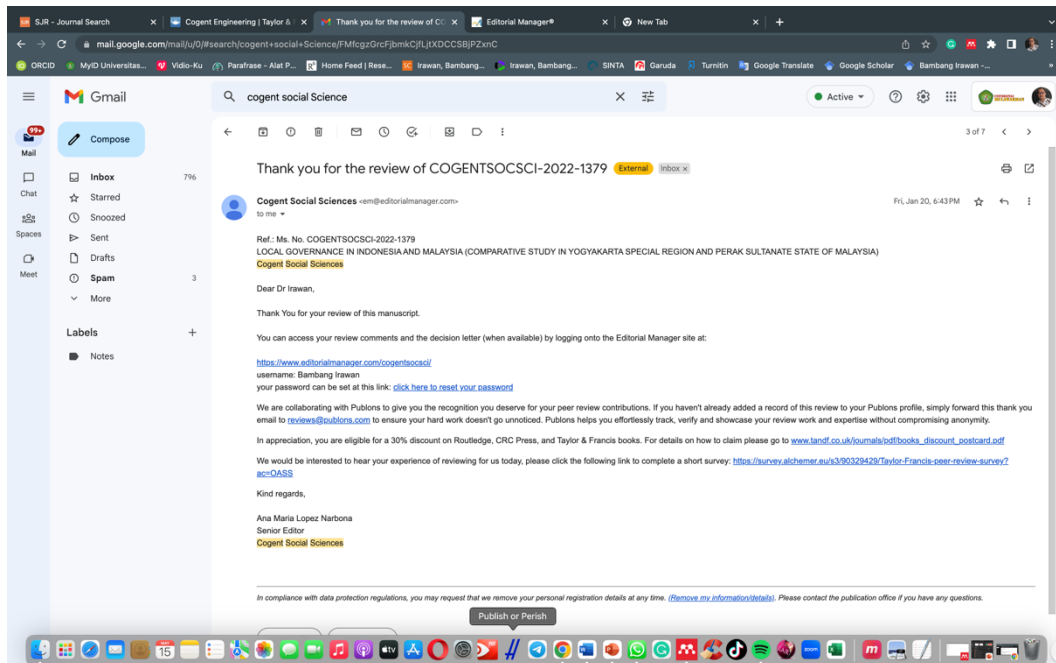 SJR - Journal Search
Cogent Engineering | Taylor &
Thank you for the review of CO
Editorial Manager®
New Tab
mail.google.com/mail/u/0/#search/cogent+social+Science/FMfcgzGrcFjbmkCjfLjtXDCCSBjPZxnC
ORCID
MyID Universitas...
Vidio-Ku
Parafrase - Alat P...
Home Feed | Rese...
Irawan, Bambang...
Irawan, Bambang...
SINTA
Garuda
Turnitin
Google Translate
Google Scholar
Bambang Irawan -...
Gmail
cogent social Science
Active
99+
Mail
Chat
Spaces
Meet
Compose
Inbox 796
Starred
Snoozed
Sent
Drafts
Spam 3
More
Labels
Notes
3 of 7
Thank you for the review of COGENTSOCSCI-2022-1379 External Inbox x
Cogent Social Sciences <em@editorialmanager.com>
Fri, Jan 20, 6:43 PM
to me
Ref.: Ms. No. COGENTSOCSCI-2022-1379
LOCAL GOVERNANCE IN INDONESIA AND MALAYSIA (COMPARATIVE STUDY IN YOGYAKARTA SPECIAL REGION AND PERAK SULTANATE STATE OF MALAYSIA)
Cogent Social Sciences
Dear Dr Irawan,
Thank You for your review of this manuscript.
You can access your review comments and the decision letter (when available) by logging onto the Editorial Manager site at:
https://www.editorialmanager.com/cogentsocsci/
username: Bambang Irawan
your password can be set at this link: click here to reset your password
We are collaborating with Publons to give you the recognition you deserve for your peer review contributions. If you haven't already added a record of this review to your Publons profile, simply forward this thank you
email to reviews@publons.com to ensure your hard work doesn't go unnoticed. Publons helps you effortlessly track, verify and showcase your review work and expertise without compromising anonymity.
In appreciation, you are eligible for a 30% discount on Routledge, CRC Press, and Taylor & Francis books. For details on how to claim please go to www.tandf.co.uk/journals/pdf/books_discount_postcard.pdf
We would be interested to hear your experience of reviewing for us today, please click the following link to complete a short survey: https://survey.alchemer.eu/s3/90329429/Taylor-Francis-peer-review-survey?
ac=OASS
Kind regards,
Ana Maria Lopez Narbona
Senior Editor
Cogent Social Sciences
In compliance with data protection regulations, you may request that we remove your personal registration details at any time. (Remove my information/details). Please contact the publication office if you have any questions.
Publish or Perish